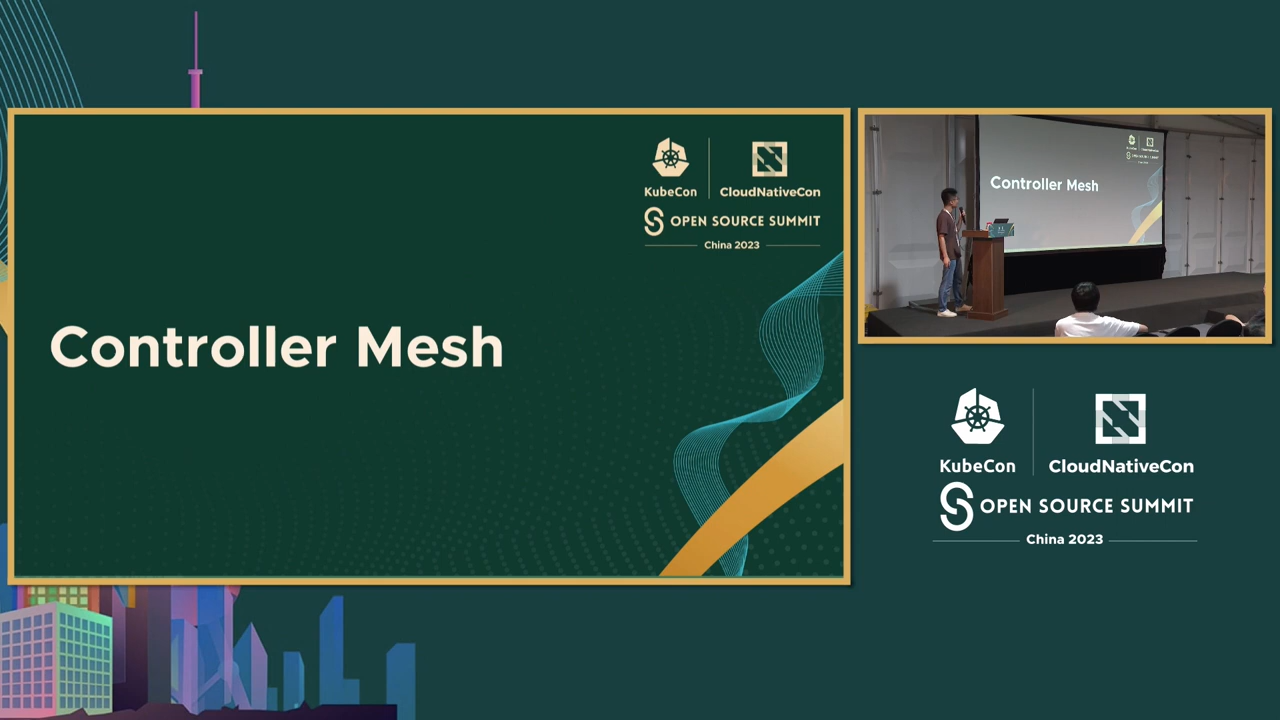 KubeCon
CloudNativeCon
OPEN SOURCE SUMMIT
China 2023
Controller Mesh
Controller Mesh
KubeCon
CloudNativeCon
OPEN SOURCE SUMMIT
China 2023